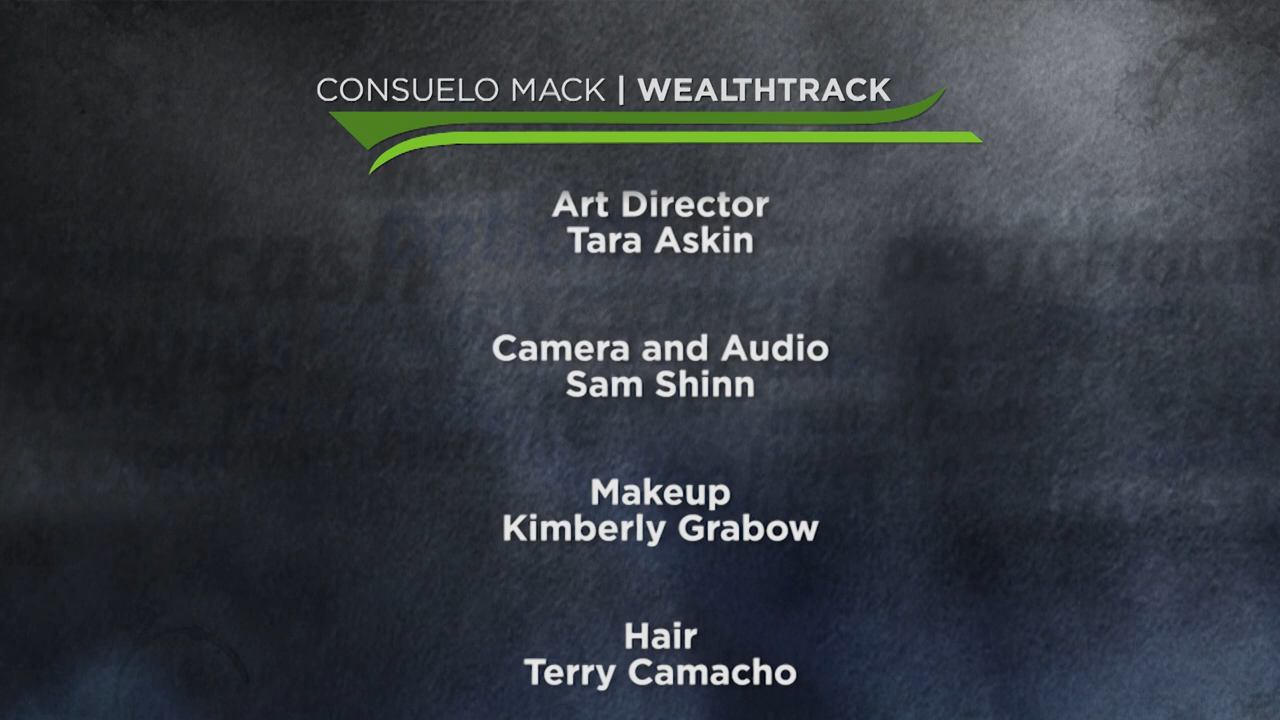 CONSUELO MACK | WEALTHTRACK
Art Director
Tara Askin
Camera and Audio
Sam Shinn
Makeup
Kimberly Grabow
Hair
Terry Camacho